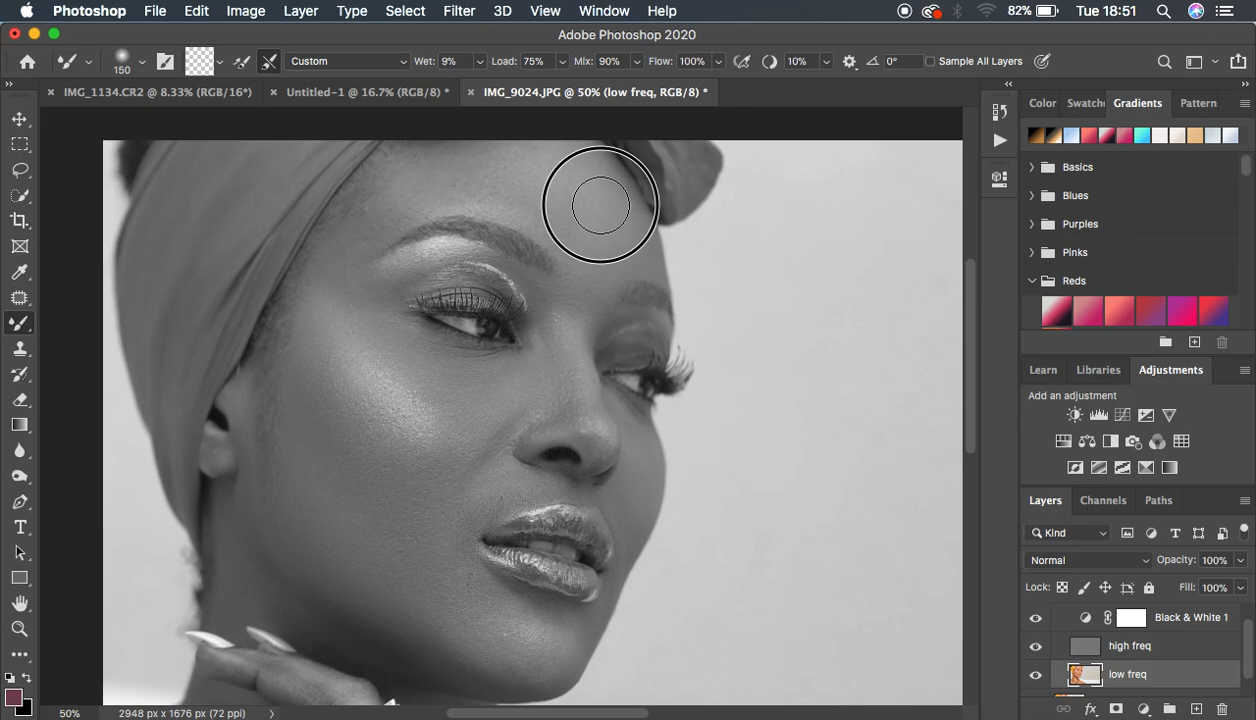 Photoshop File Edit Image Layer Type Select Filter 3D View Window Help 82% Tue 18:51
Adobe Photoshop 2020
150 Custom Wet: 9% Load: 75% Mix: 90% Flow: 100% 10% 0° Sample All Layers
IMG_1134.CR2 @ 8.33% (RGB/16*) Untitled-1 @ 16.7% (RGB/8) * IMG_9024.JPG @ 50% (low freq, RGB/8) *
Color Swatche Gradients Pattern
Basics
Blues
Purples
Pinks
Reds
Learn Libraries Adjustments
Add an adjustment
Layers Channels Paths
Kind
Normal Opacity: 100%
Lock: Fill: 100%
Black & White 1
high freq
low freq
50% 2948 px x 1676 px (72 ppi)